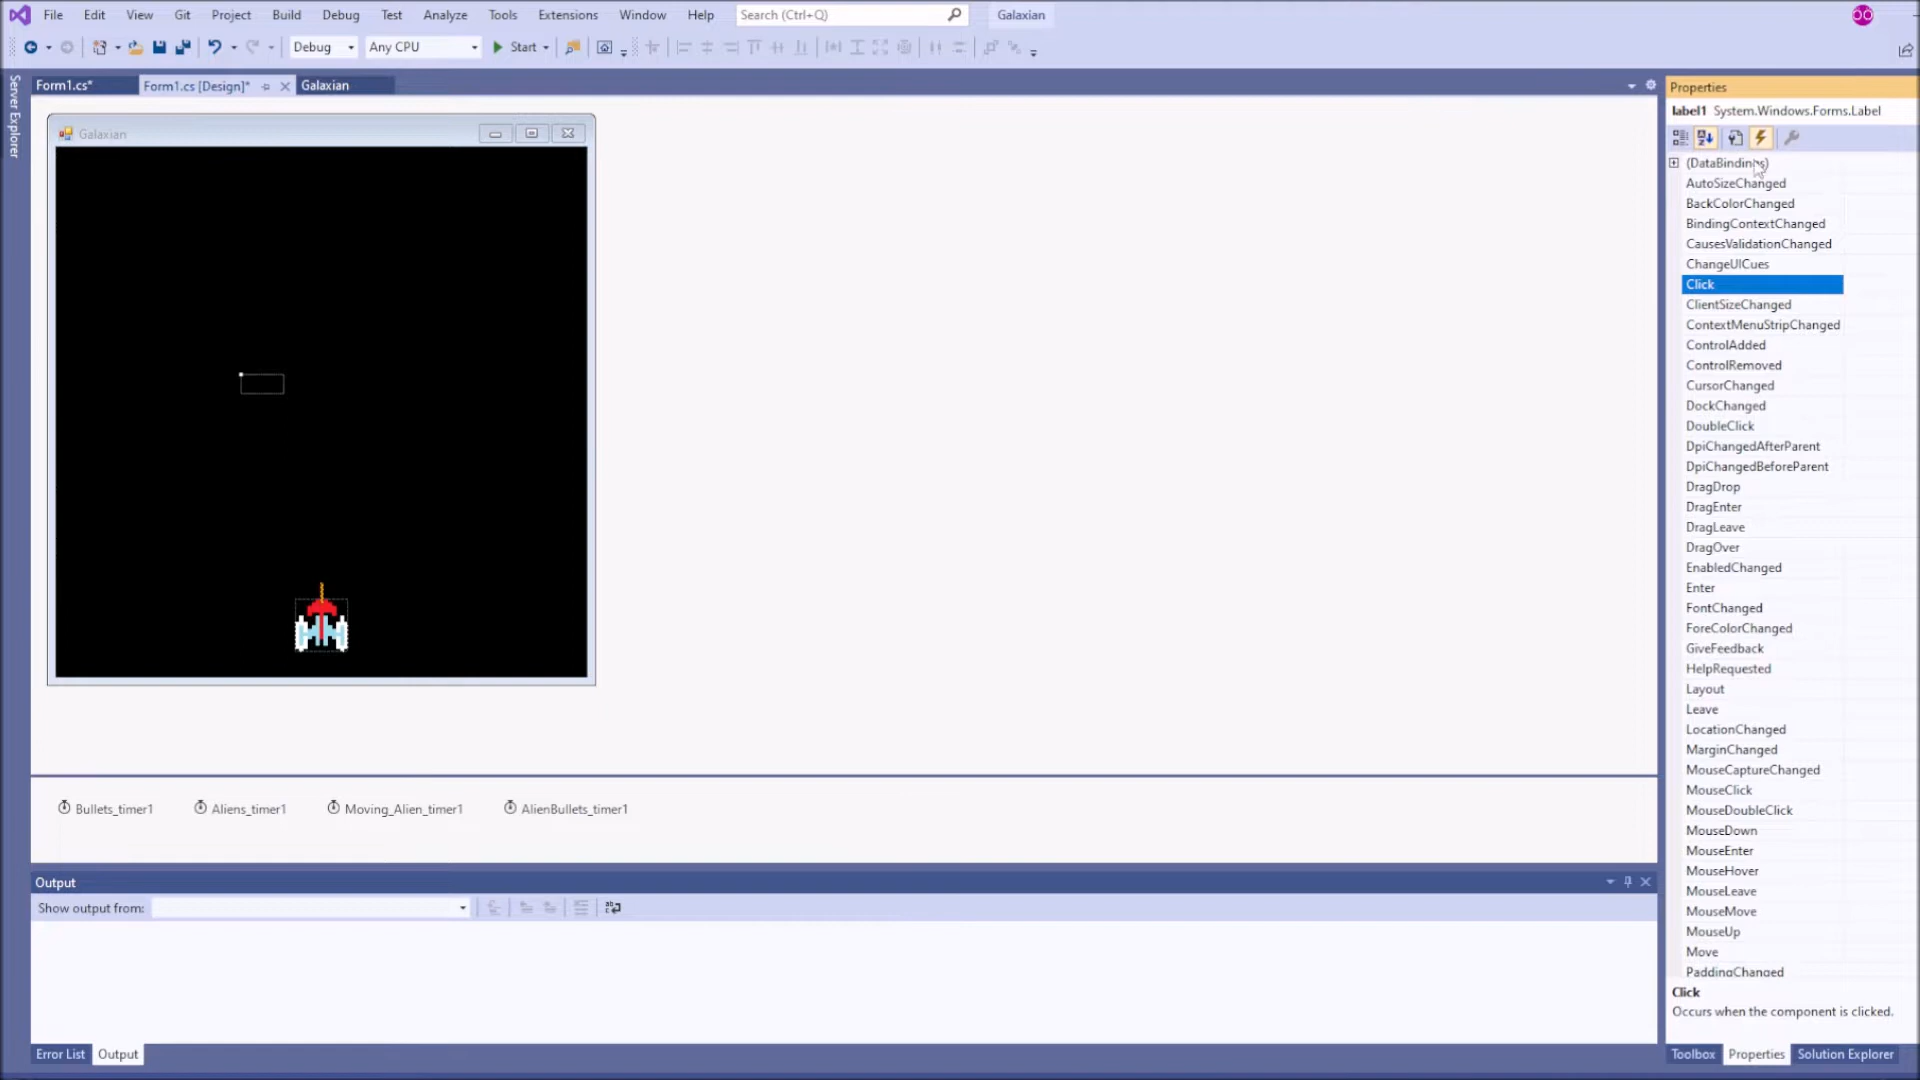 File Edit View Git Project Build Debug Test Analyze Tools Extensions Window Help Search (Ctrl+Q) Galaxian
Debug Any CPU Start
Server Explorer
Form1.cs* Form1.cs [Design]* Galaxian
Galaxian
Bullets_timer1 Aliens_timer1 Moving_Alien_timer1 AlienBullets_timer1
Output
Show output from:
Error List Output
Properties
label1 System.Windows.Forms.Label
(DataBindings)
AutoSizeChanged
BackColorChanged
BindingContextChanged
CausesValidationChanged
ChangeUICues
Click
ClientSizeChanged
ContextMenuStripChanged
ControlAdded
ControlRemoved
CursorChanged
DockChanged
DoubleClick
DpiChangedAfterParent
DpiChangedBeforeParent
DragDrop
DragEnter
DragLeave
DragOver
EnabledChanged
Enter
FontChanged
ForeColorChanged
GiveFeedback
HelpRequested
Layout
Leave
LocationChanged
MarginChanged
MouseCaptureChanged
MouseClick
MouseDoubleClick
MouseDown
MouseEnter
MouseHover
MouseLeave
MouseMove
MouseUp
Move
PaddingChanged
Click
Occurs when the component is clicked.
Toolbox Properties Solution Explorer